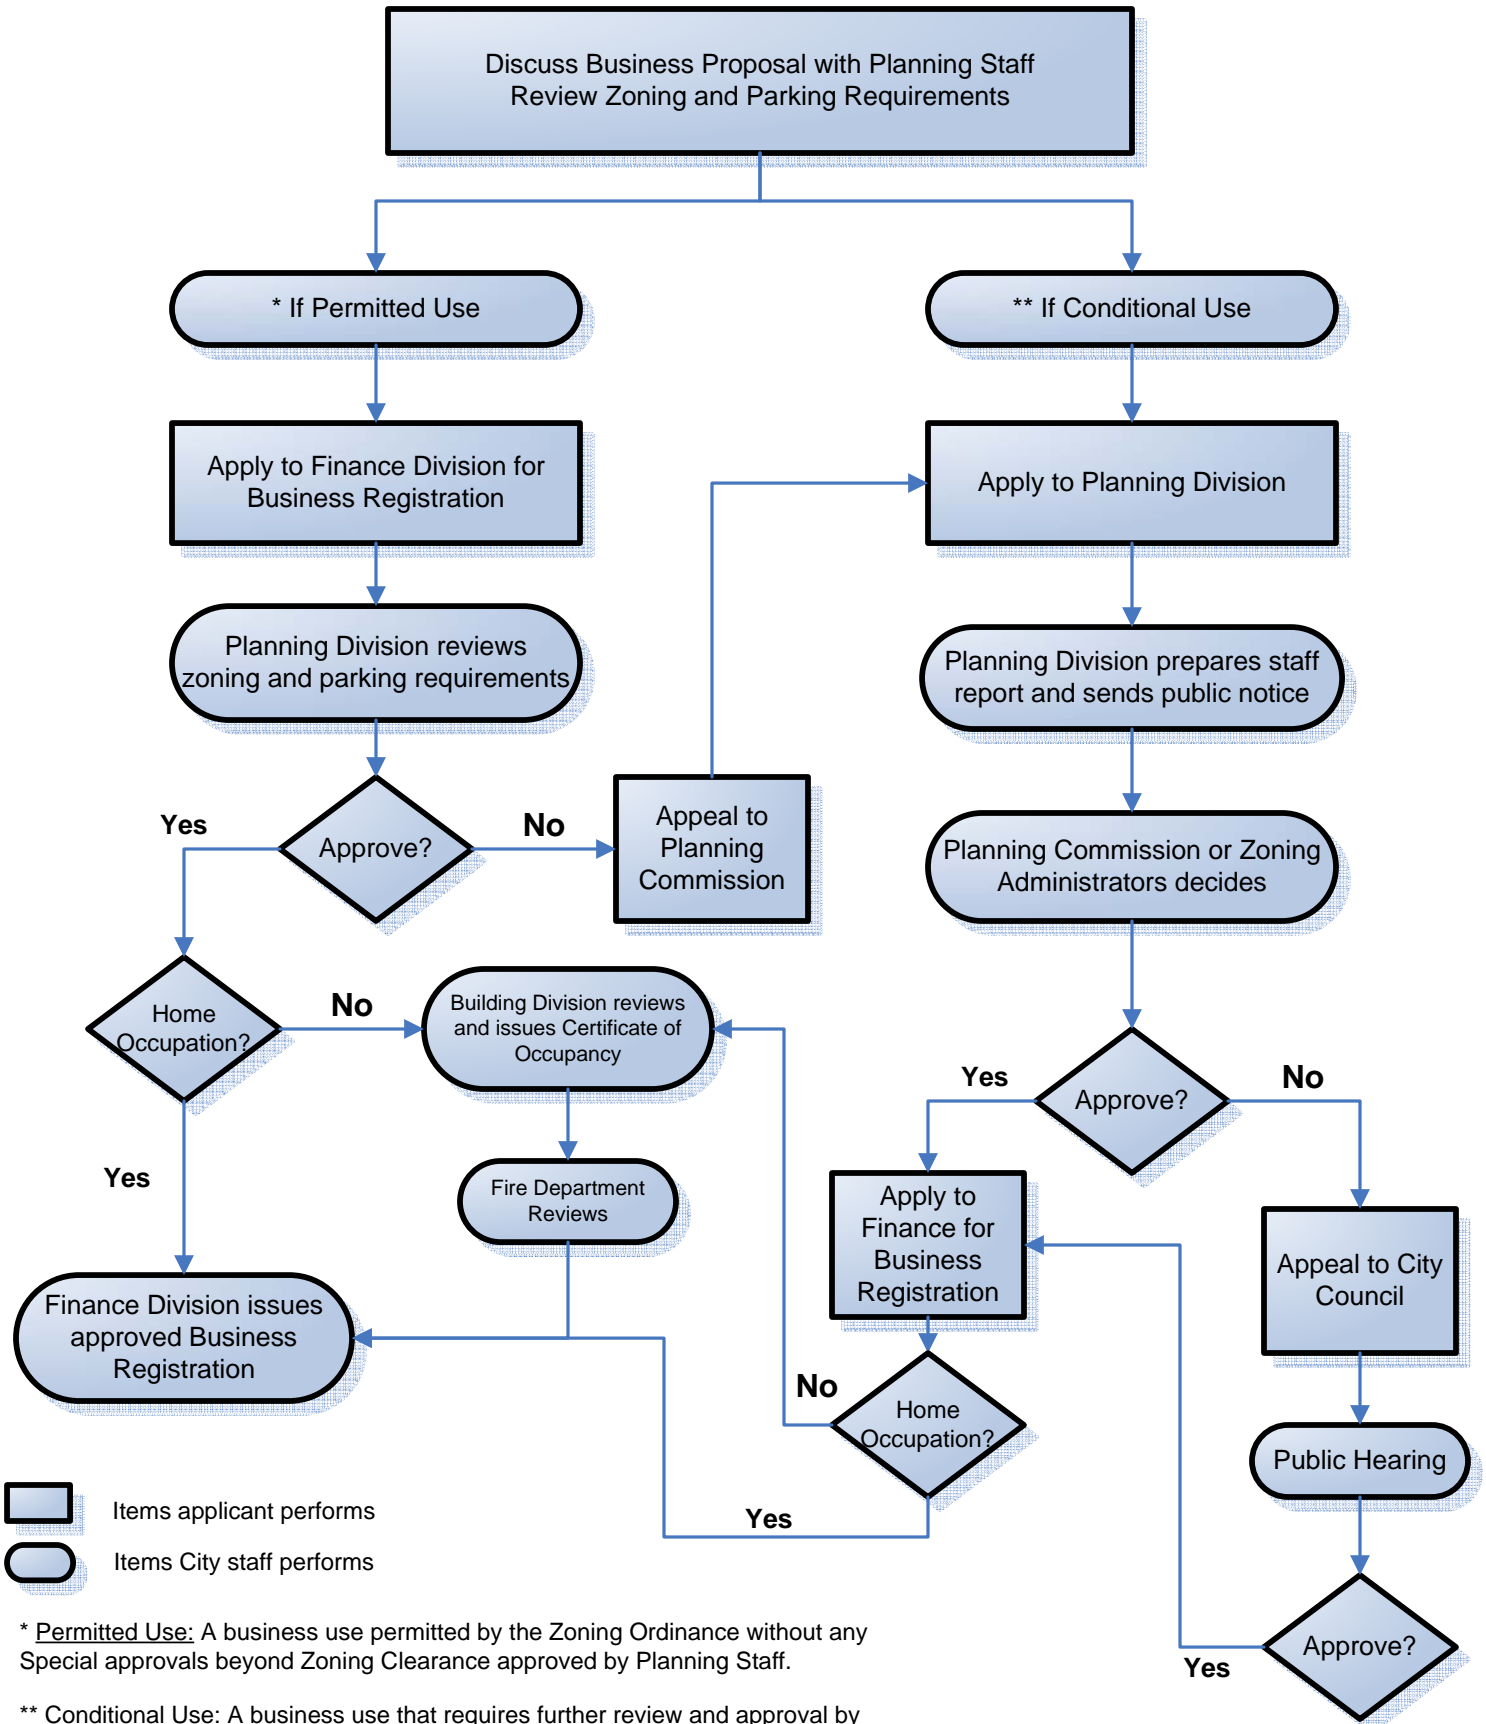 Discuss Business Proposal with Planning Staff
Review Zoning and Parking Requirements
* If Permitted Use
** If Conditional Use
Apply to Finance Division for
Business Registration
Apply to Planning Division
Planning Division reviews
zoning and parking requirements
Planning Division prepares staff
report and sends public notice
Yes
Approve?
No
Appeal to
Planning
Commission
Planning Commission or Zoning
Administrators decides
Home
Occupation?
No
Building Division reviews
and issues Certificate of
Occupancy
Yes
Approve?
No
Yes
Fire Department
Reviews
Apply to
Finance for
Business
Registration
Appeal to City
Council
Finance Division issues
approved Business
Registration
No
Home
Occupation?
Public Hearing
Yes
Items applicant performs
Items City staff performs
Approve?
Yes
* Permitted Use: A business use permitted by the Zoning Ordinance without any
Special approvals beyond Zoning Clearance approved by Planning Staff.
** Conditional Use: A business use that requires further review and approval by